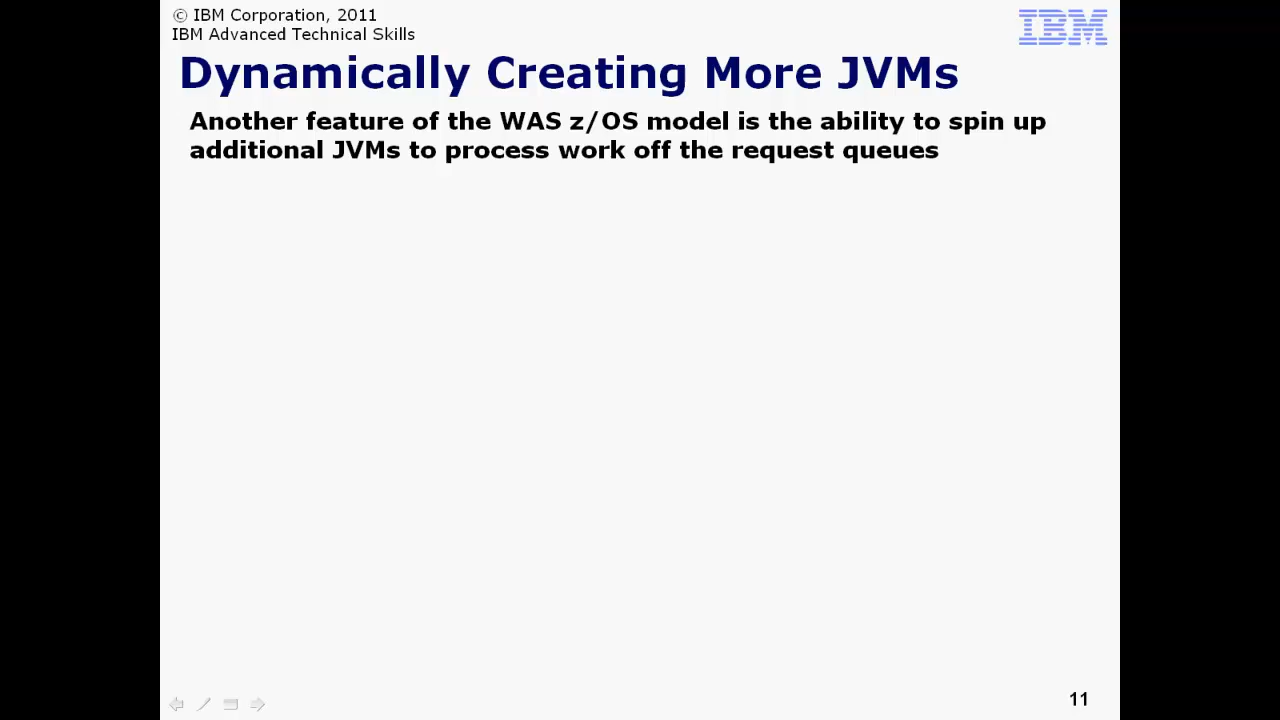 © IBM Corporation, 2011
IBM Advanced Technical Skills
IBM
Dynamically Creating More JVMs
Another feature of the WAS z/OS model is the ability to spin up
additional JVMs to process work off the request queues
11